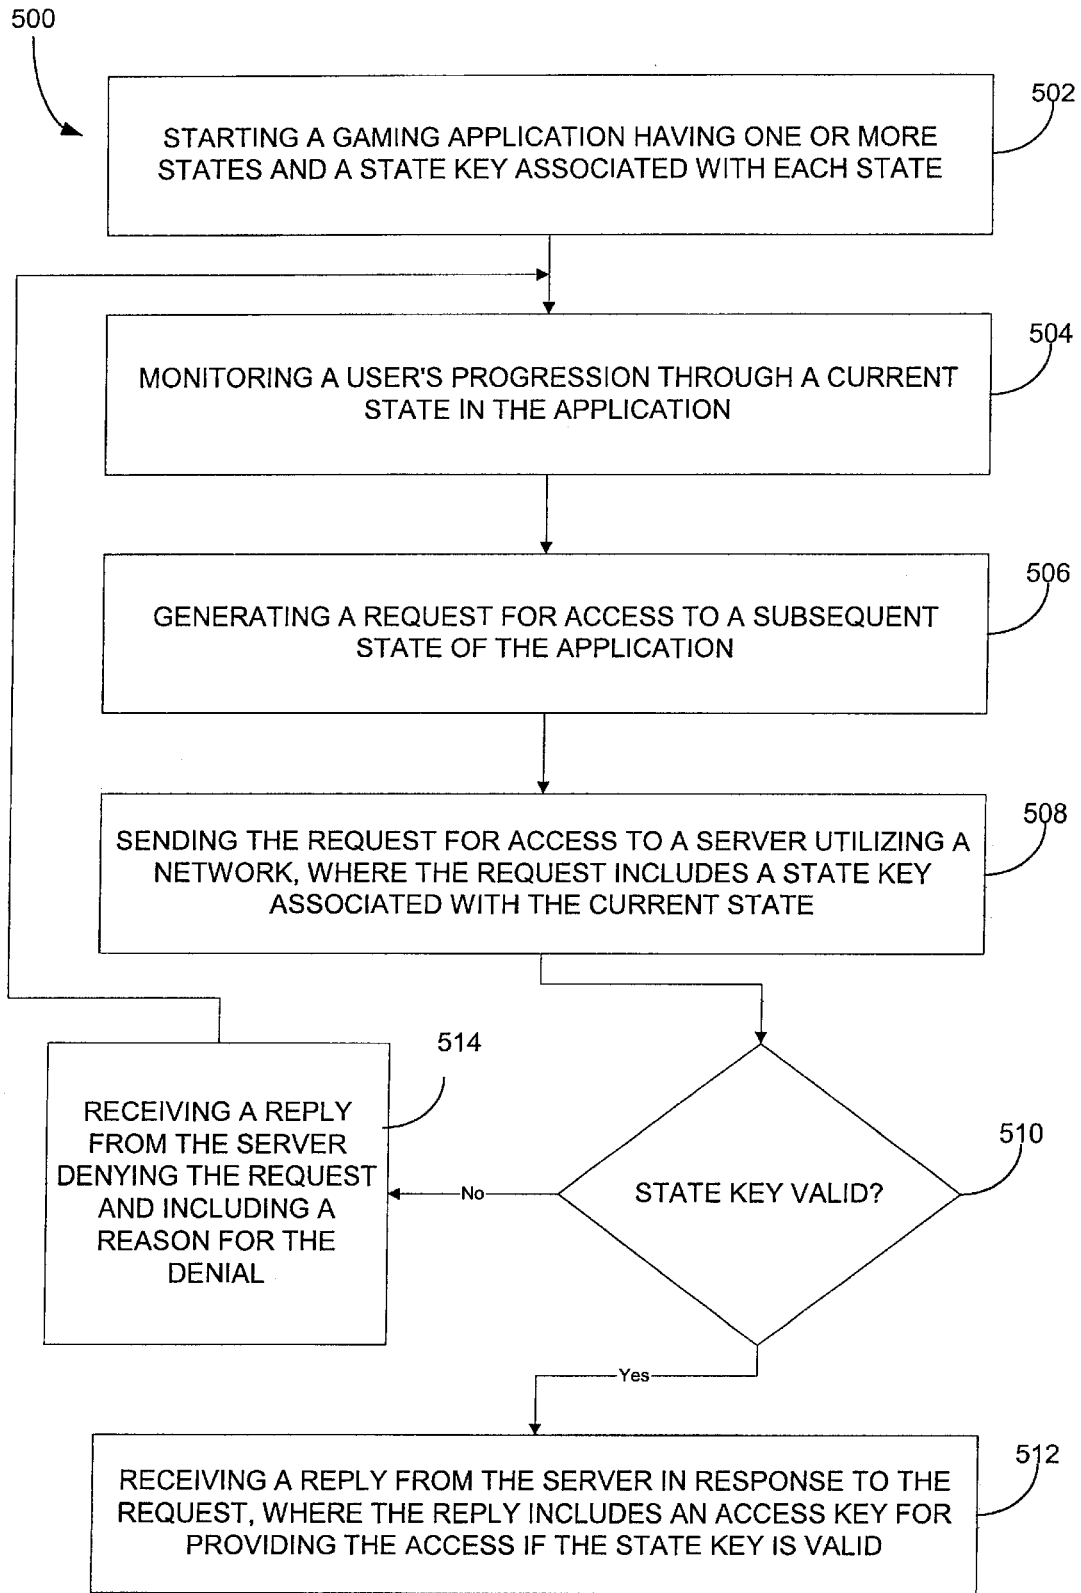 500
502
STARTING A GAMING APPLICATION HAVING ONE OR MORE
STATES AND A STATE KEY ASSOCIATED WITH EACH STATE
504
MONITORING A USER'S PROGRESSION THROUGH A CURRENT
STATE IN THE APPLICATION
506
GENERATING A REQUEST FOR ACCESS TO A SUBSEQUENT
STATE OF THE APPLICATION
508
SENDING THE REQUEST FOR ACCESS TO A SERVER UTILIZING A
NETWORK, WHERE THE REQUEST INCLUDES A STATE KEY
ASSOCIATED WITH THE CURRENT STATE
514
RECEIVING A REPLY
FROM THE SERVER
DENYING THE REQUEST
AND INCLUDING A
REASON FOR THE
DENIAL
No
STATE KEY VALID?
510
Yes
512
RECEIVING A REPLY FROM THE SERVER IN RESPONSE TO THE
REQUEST, WHERE THE REPLY INCLUDES AN ACCESS KEY FOR
PROVIDING THE ACCESS IF THE STATE KEY IS VALID